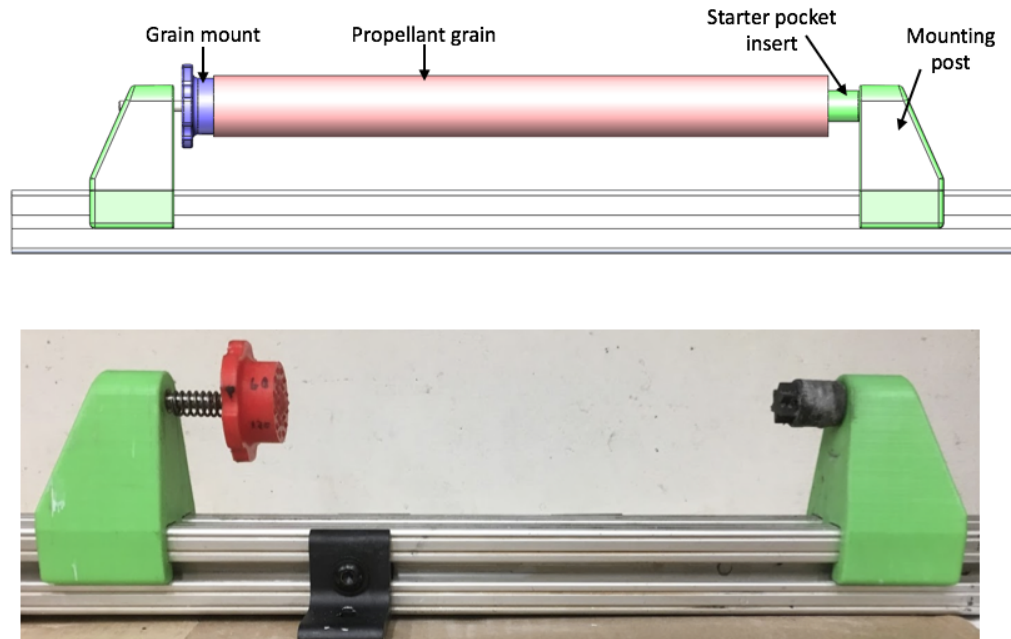 Grain mount
Propellant grain
Starter pocket
insert
Mounting
post